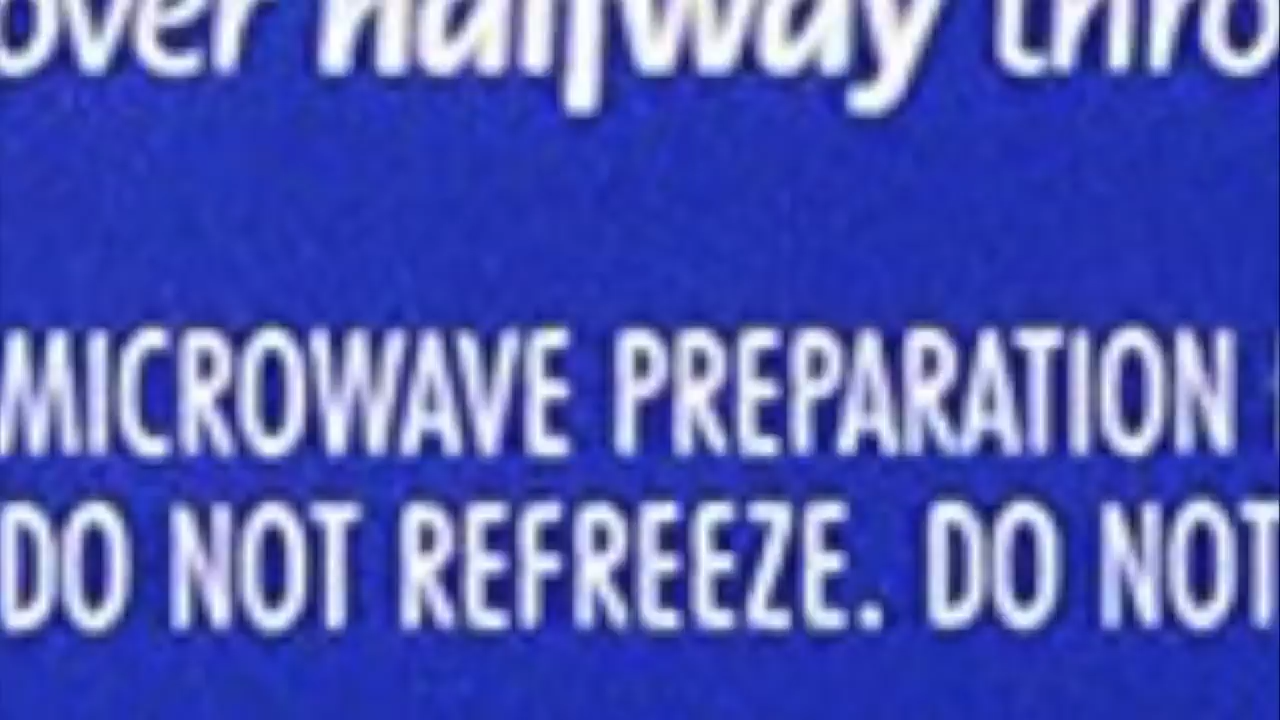 over halfway thro
MICROWAVE PREPARATION
DO NOT REFREEZE. DO NOT